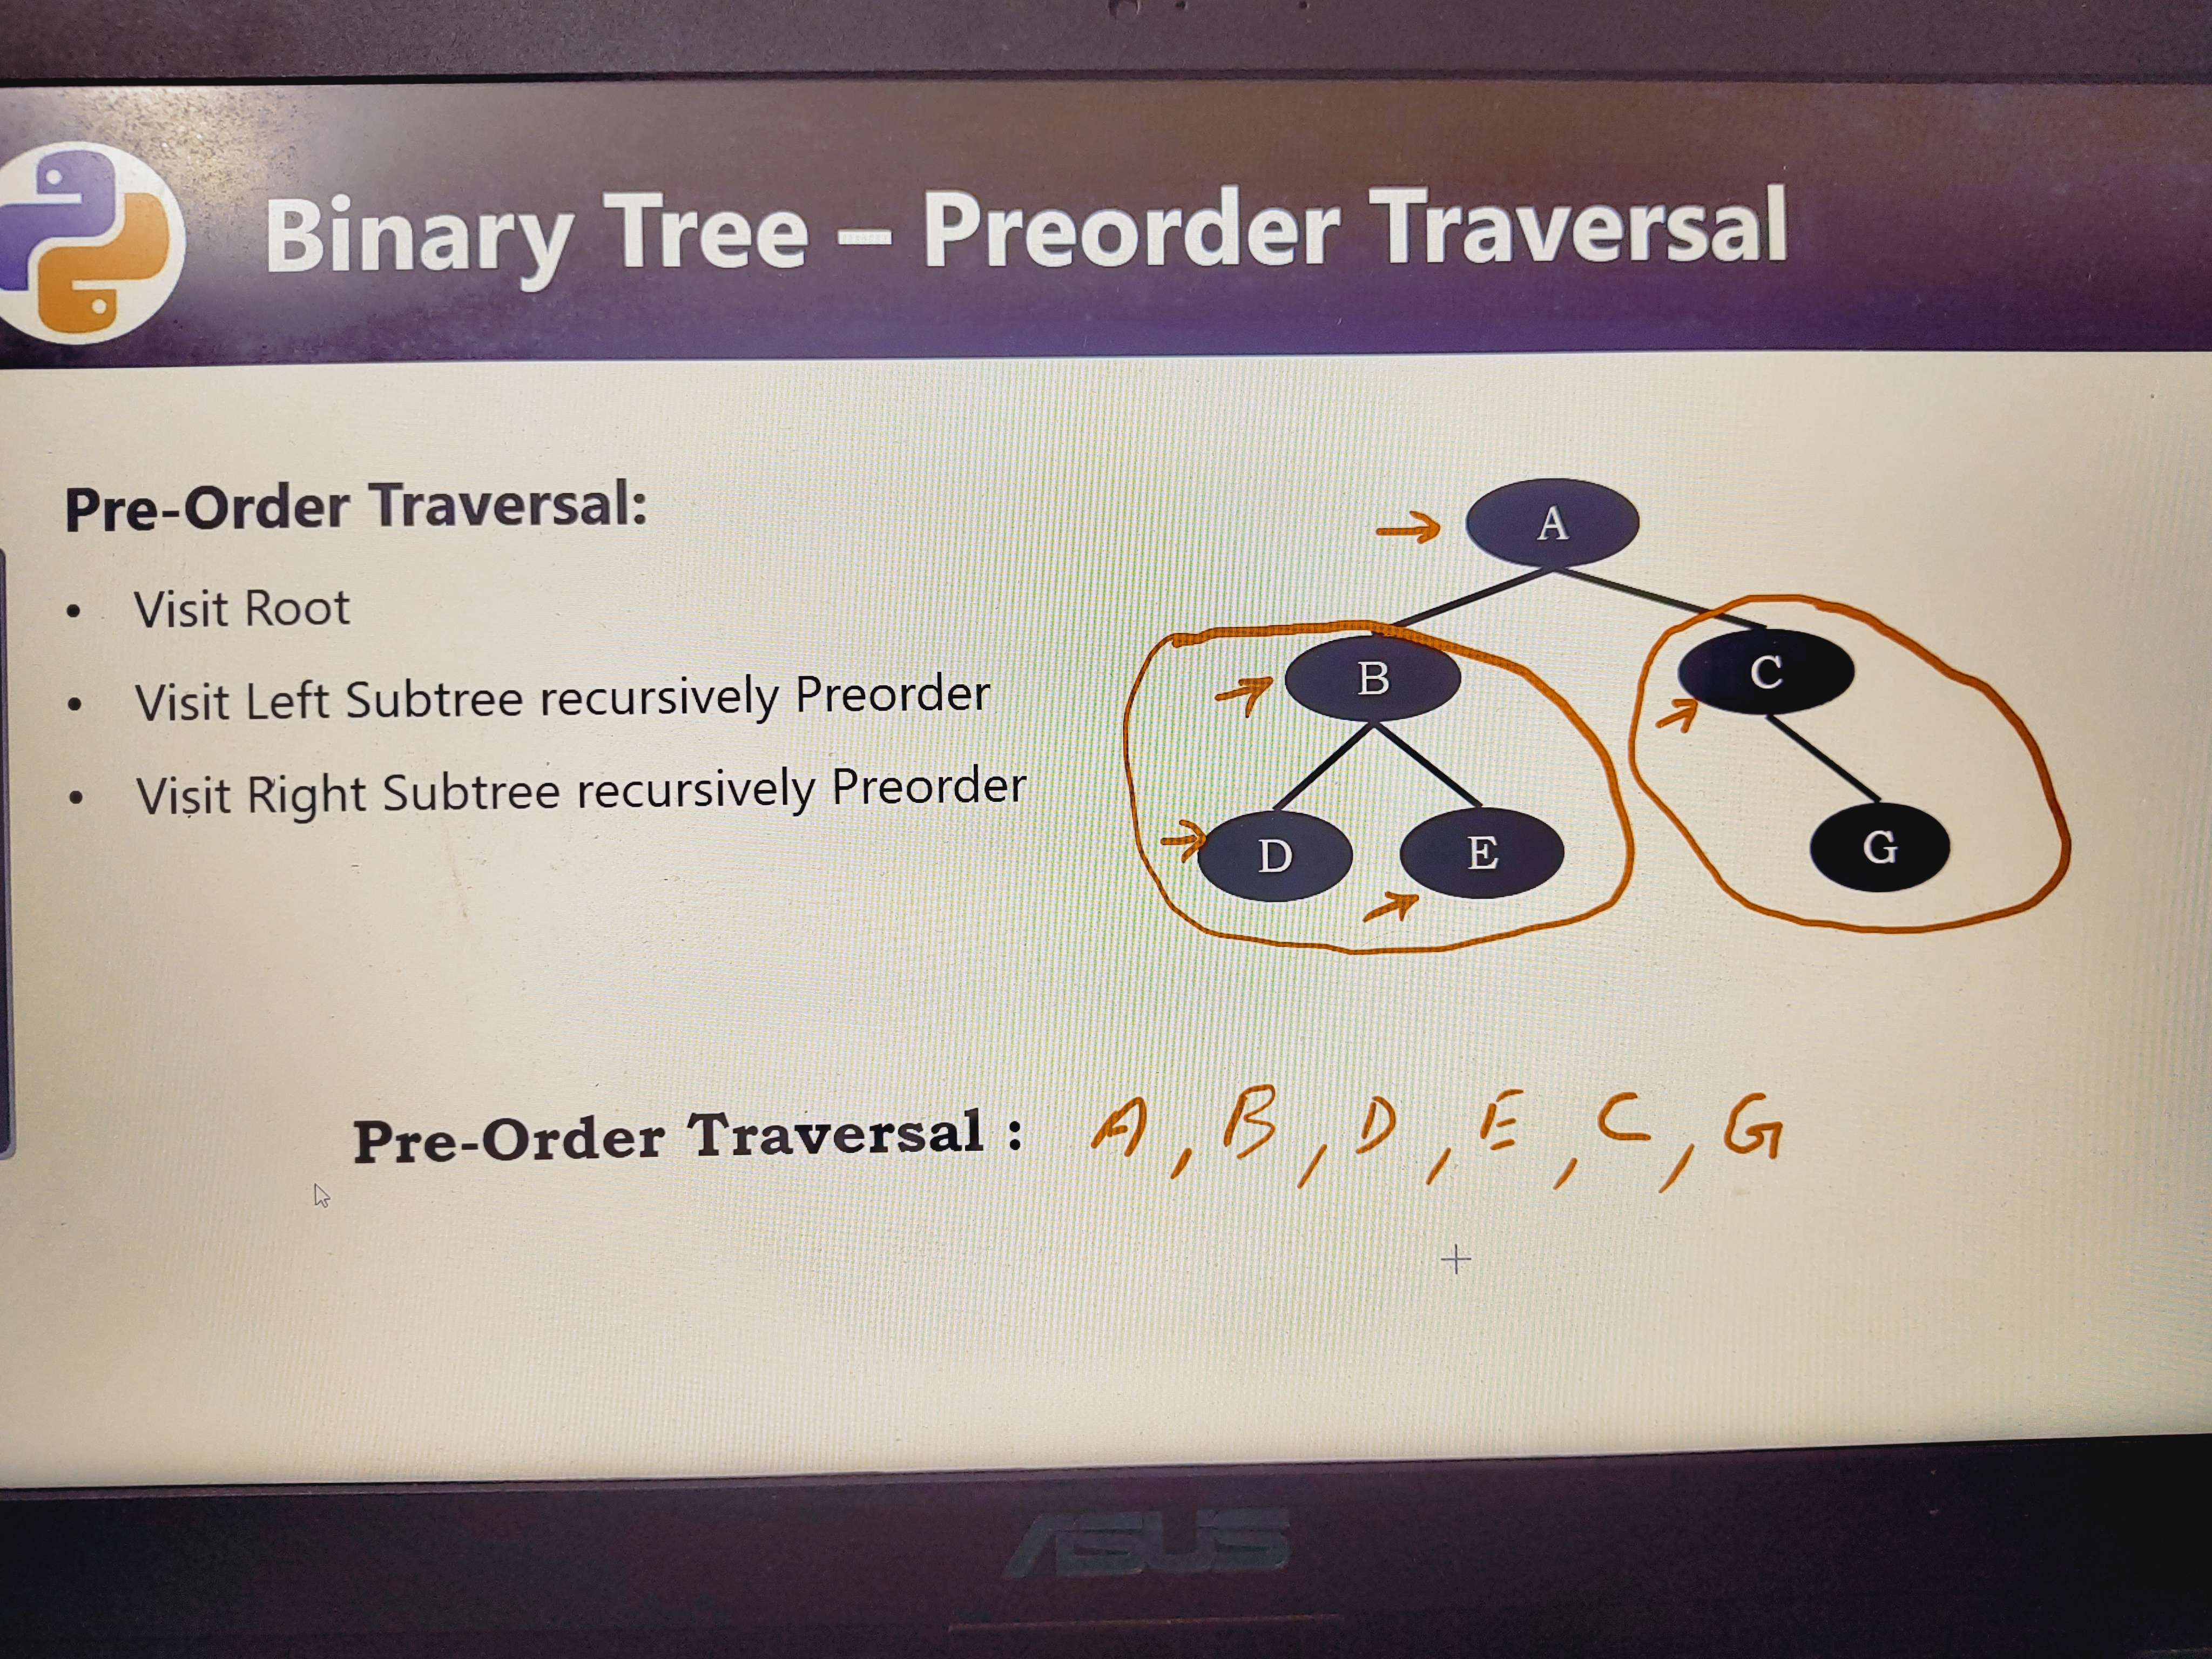 Binary Tree – Preorder Traversal
Pre-Order Traversal:
• Visit Root
• Visit Left Subtree recursively Preorder
• Visit Right Subtree recursively Preorder
A
B
C
D
E
G
Pre-Order Traversal : A, B, D, E, C, G
ASUS